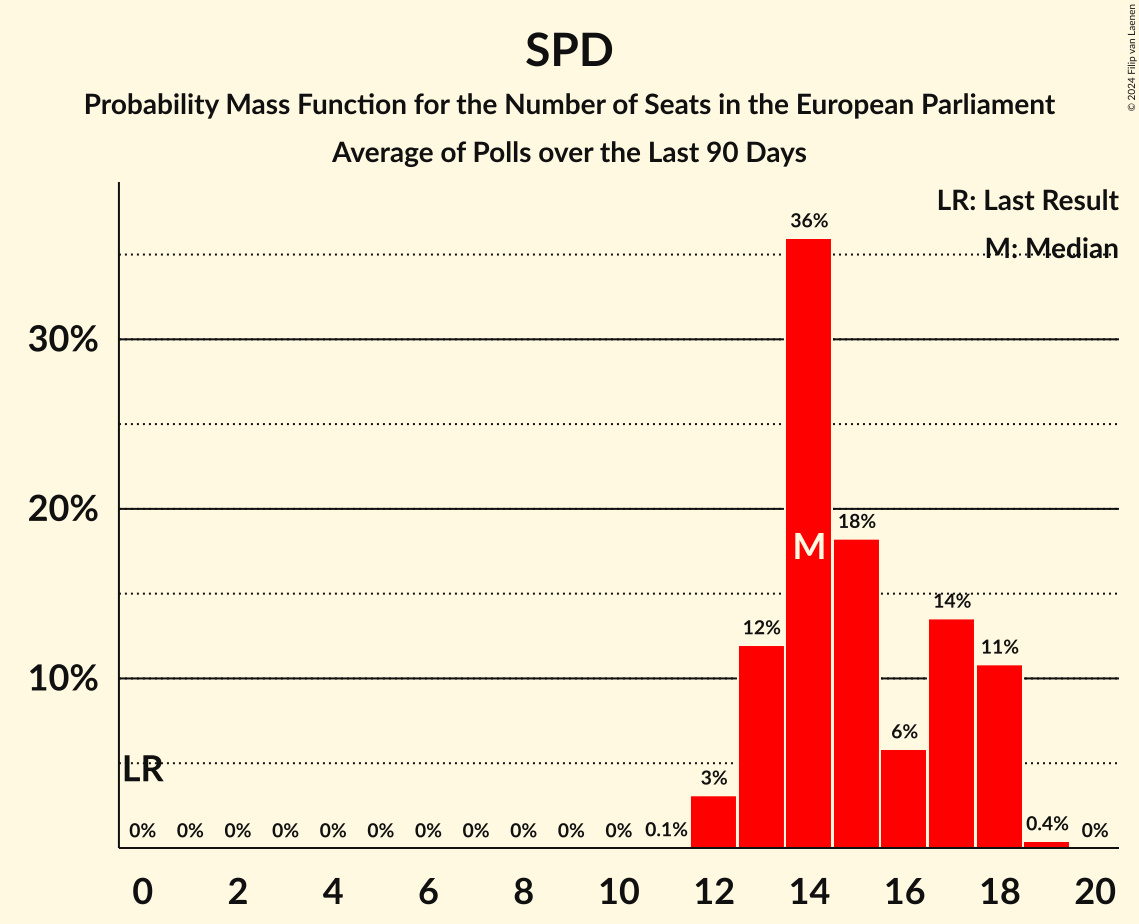 SPD
Probability Mass Function for the Number of Seats in the European Parliament
Average of Polls over the Last 90 Days
© 2024 Filip van Laenen
LR: Last Result
M: Median
36%
30%
20%
18%
M
14%
12%
11%
10%
6%
LR
3%
0% 0% 0% 0% 0% 0% 0% 0% 0% 0% 0% 0.1% 0.4% 0%
0 2 4 6 8 10 12 14 16 18 20